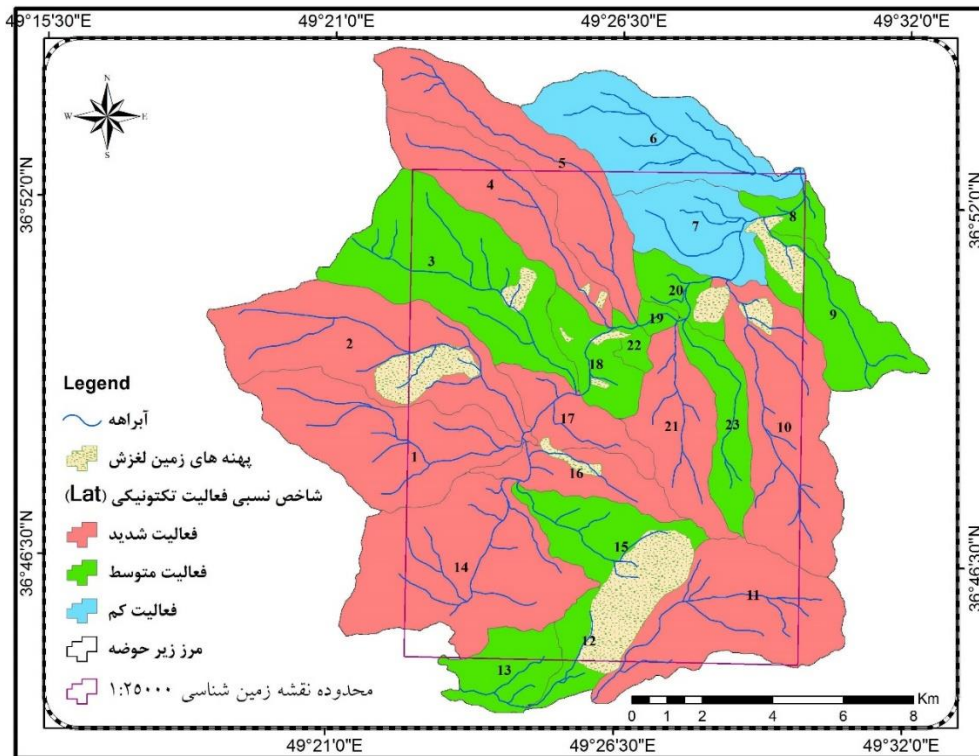 49°15'30"E 49°21'0"E 49°26'30"E 49°32'0"E
N
W E
S
36°52'0"N
36°52'0"N
6
5
4
8
7
3
20
9
19
22
2
18
17
23
21
10
1
16
15
14
11
12
13
Legend
آبراهه
پهنه های زمین لغزش
شاخص نسبی فعالیت تکتونیکی (Lat)
فعالیت شدید
فعالیت متوسط
فعالیت کم
مرز زیر حوضه
محدوده نقشه زمین شناسی ۱:۲۵۰۰۰
36°46'30"N
36°46'30"N
Km
0 1 2 4 6 8
49°21'0"E 49°26'30"E 49°32'0"E